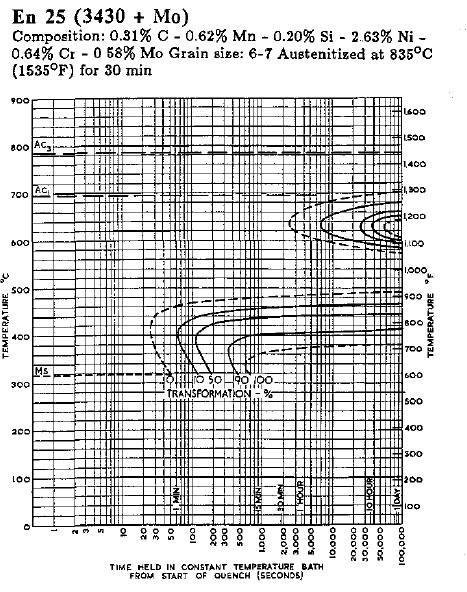 En 25 (3430 + Mo)
Composition: 0.31% C - 0.62% Mn - 0.20% Si - 2.63% Ni -
0.64% Cr - 0 58% Mo Grain size: 6-7 Austenitized at 835°C
(1535°F) for 30 min
900
800
700
600
500
400
300
200
100
0
°C
TEMPERATURE
Ac3
Ac1
Ms
1,600
1,500
1,400
1,300
1,200
1,100
1,000
900
800
700
600
500
400
300
200
100
°F
TEMPERATURE
0 10 50 90 100
TRANSFORMATION - %
1 MIN
15 MIN
30 MIN
1 HOUR
10 HOUR
1 DAY
1 2 3 5 10 20 30 50 100 200 300 500 1,000 2,000 3,000 5,000 10,000 20,000 30,000 50,000 100,000
TIME HELD IN CONSTANT TEMPERATURE BATH
FROM START OF QUENCH (SECONDS)